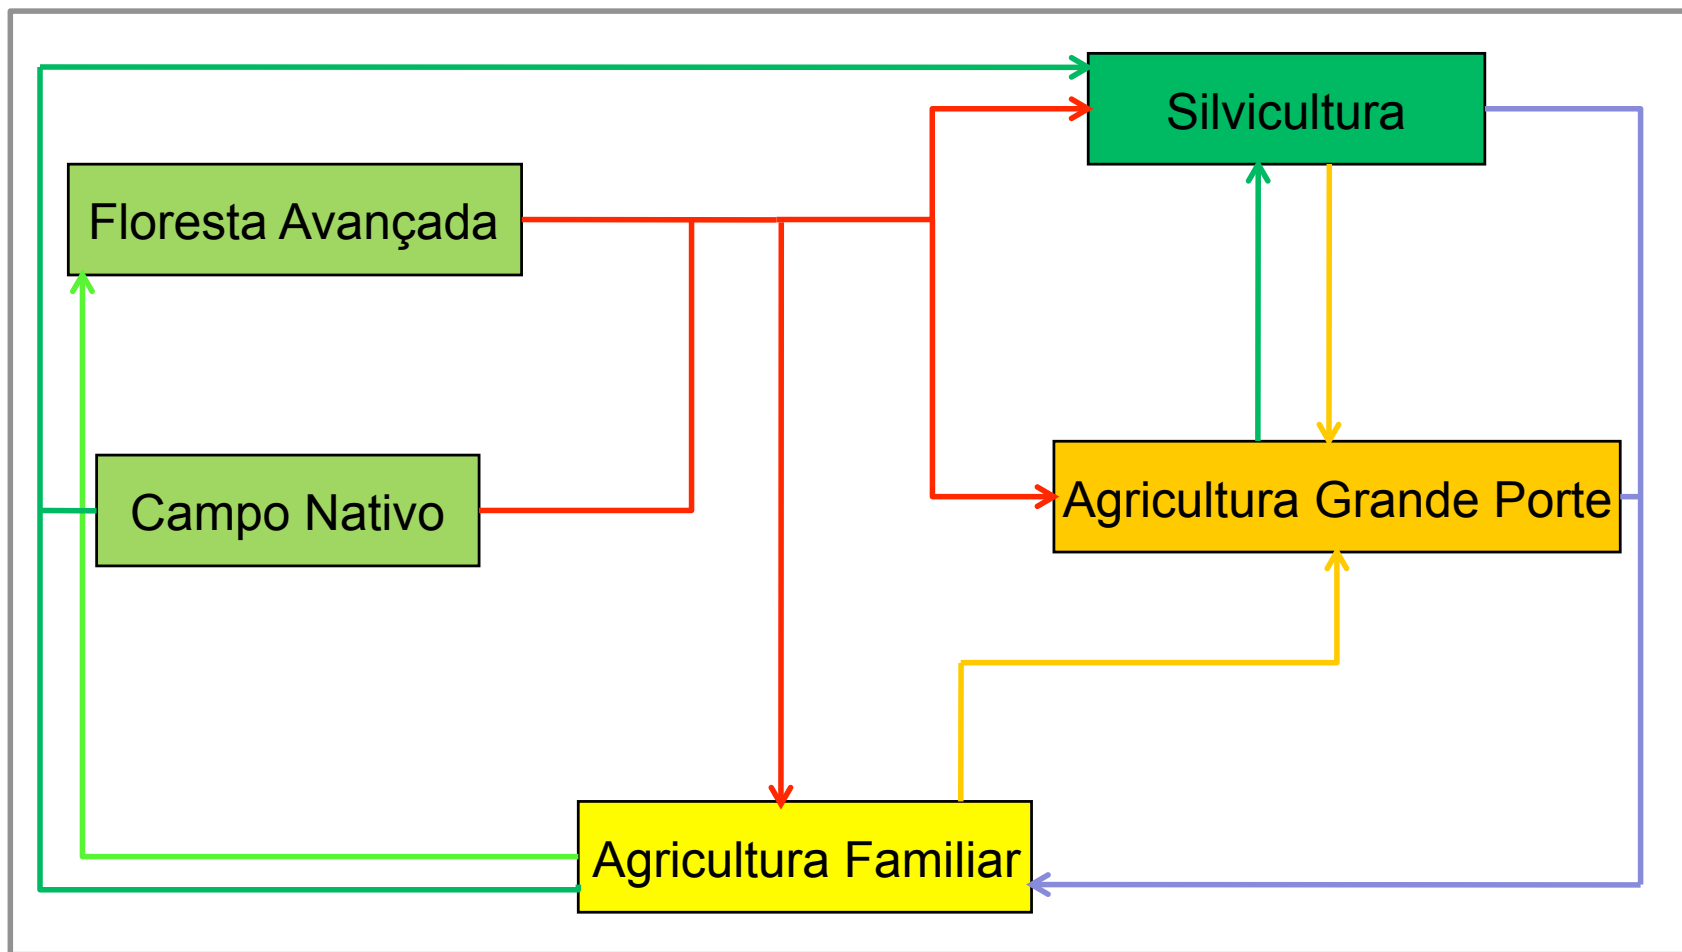 Silvicultura
Floresta Avançada
Campo Nativo
Agricultura Grande Porte
Agricultura Familiar